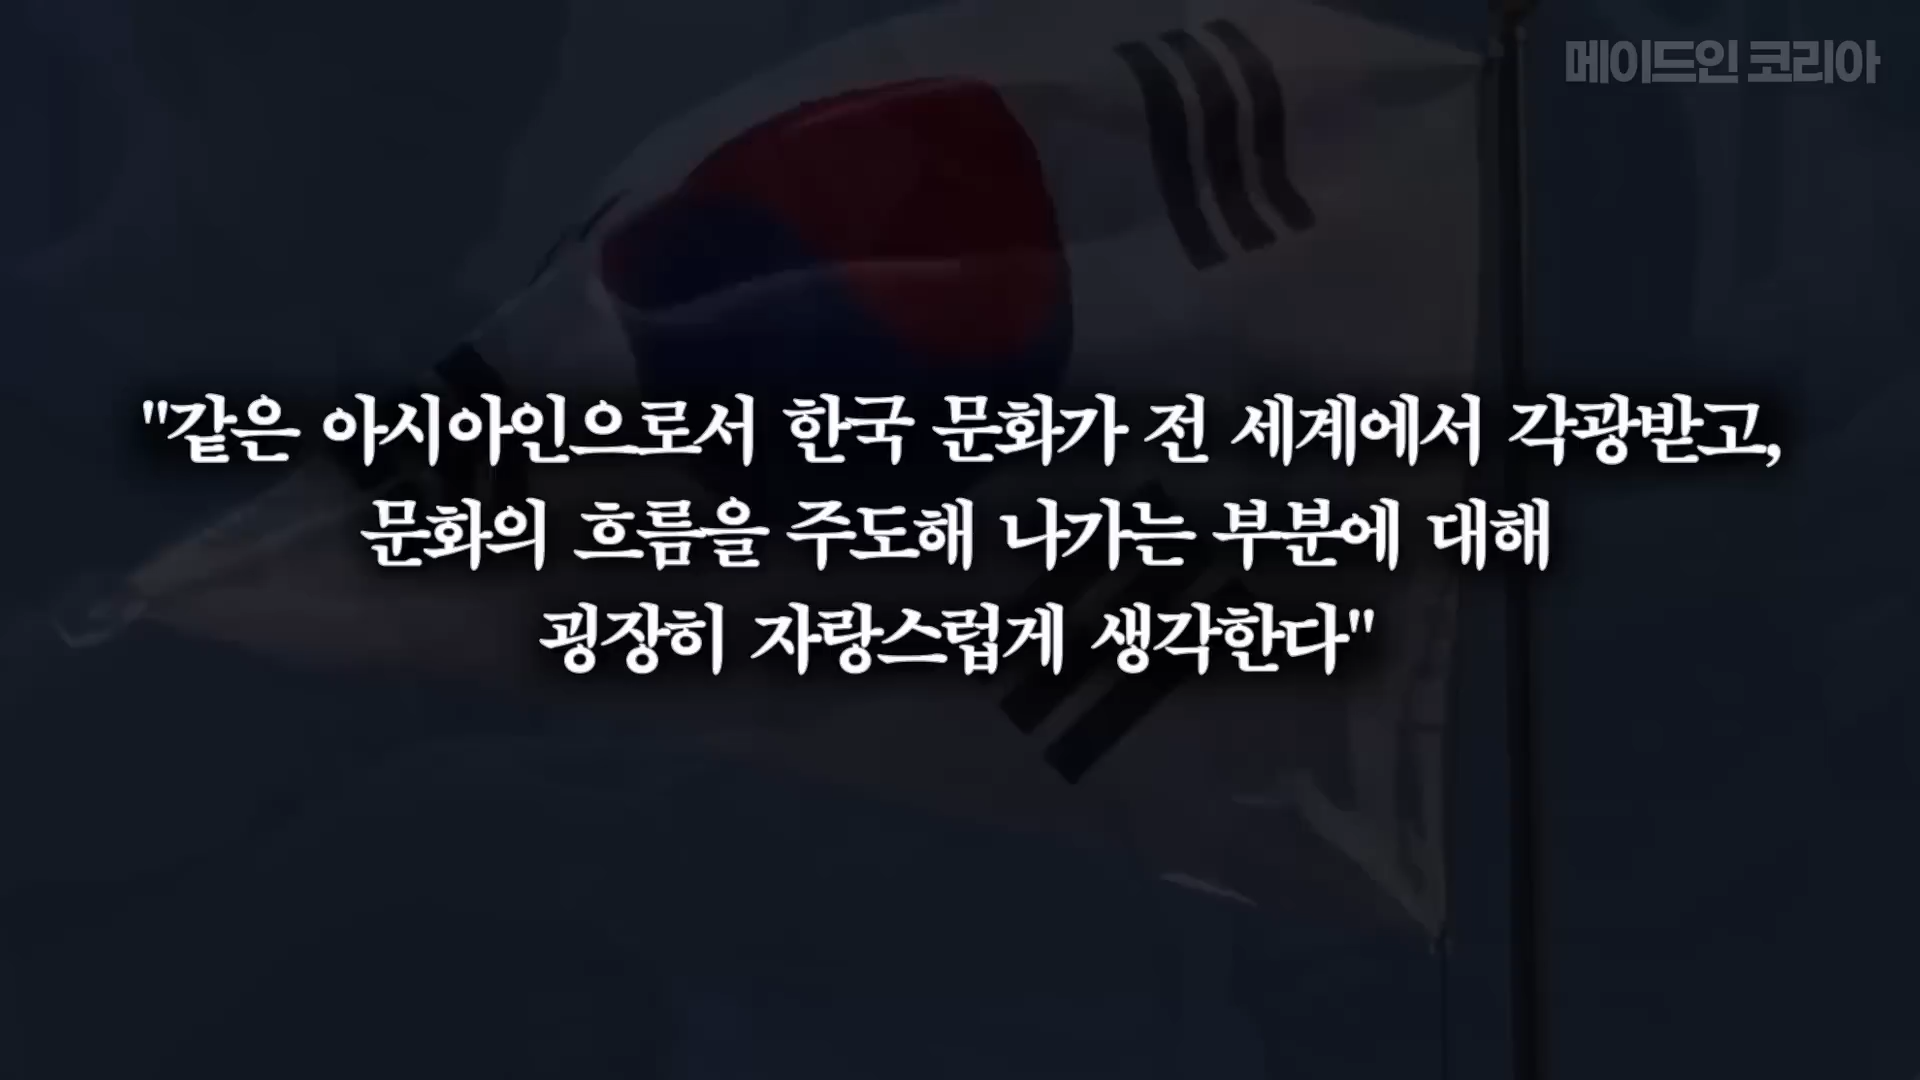 메이드인 코리아
"같은 아시아인으로서 한국 문화가 전 세계에서 각광받고,
문화의 흐름을 주도해 나가는 부분에 대해
굉장히 자랑스럽게 생각한다"